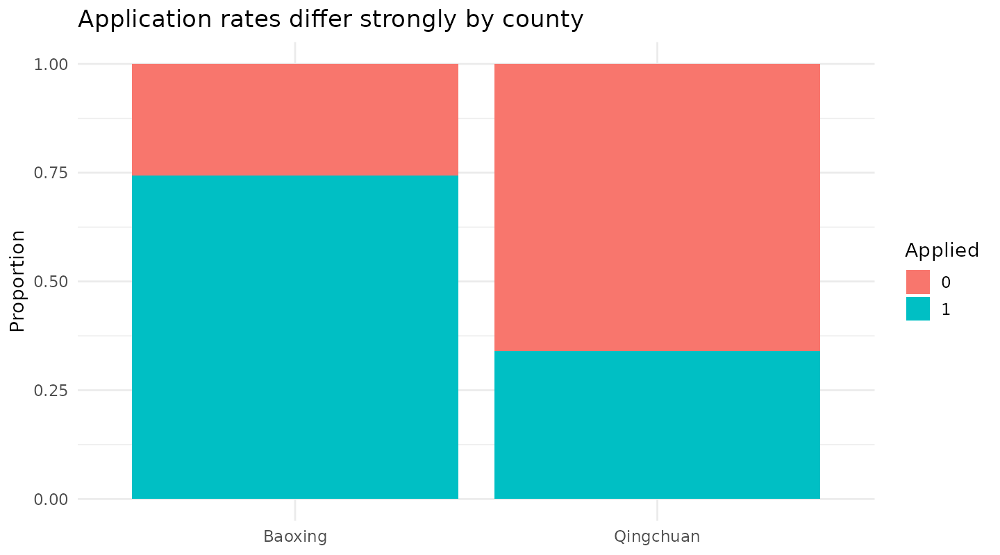 Application rates differ strongly by county
Proportion
1.00
0.75
0.50
0.25
0.00
Baoxing
Qingchuan
Applied
0
1